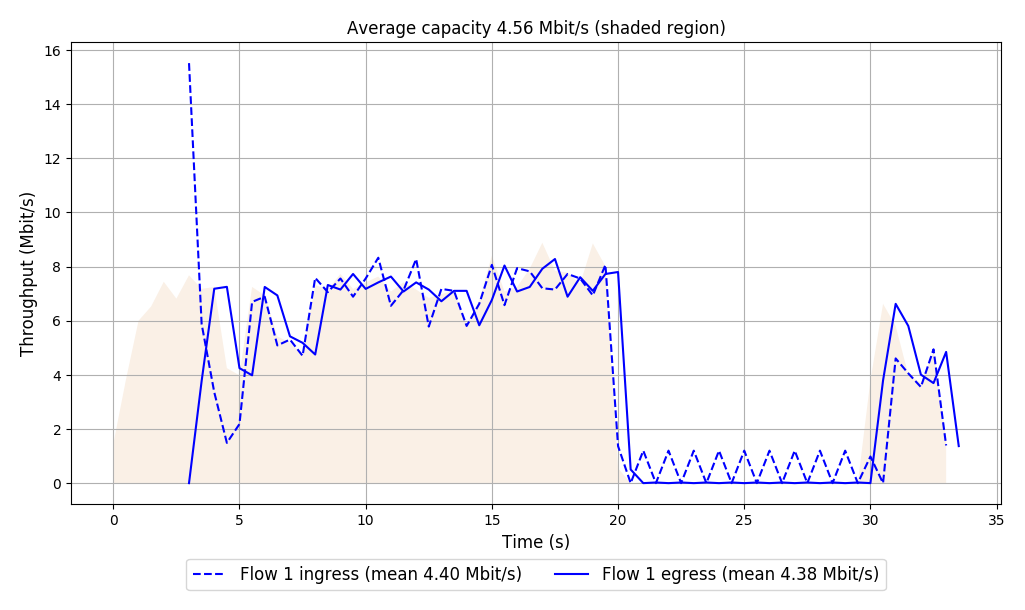 Average capacity 4.56 Mbit/s (shaded region)
16
14
12
10
8
6
4
2
0
Throughput (Mbit/s)
0 5 10 15 20 25 30 35
Time (s)
Flow 1 ingress (mean 4.40 Mbit/s) Flow 1 egress (mean 4.38 Mbit/s)